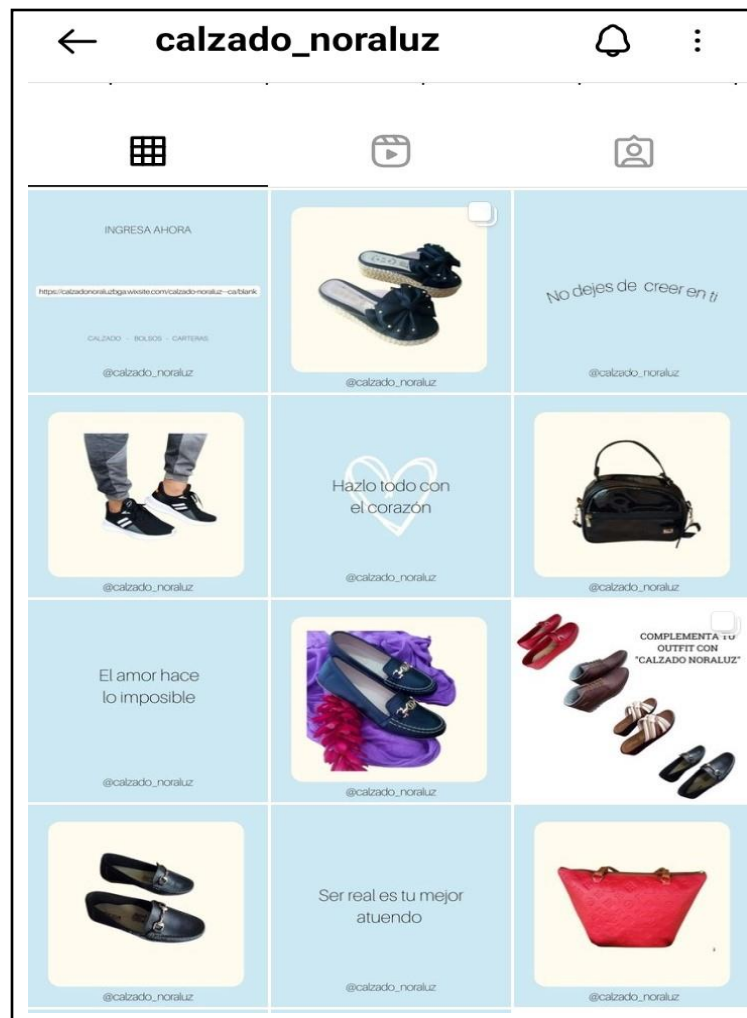 calzado_noraluz
INGRESA AHORA
https://calzadonoraluzbga.wixsite.com/calzado-noraluz---ca/blank
CALZADO - BOLSOS - CARTERAS
@calzado_noraluz
@calzado_noraluz
No dejes de creer en ti
@calzado_noraluz
@calzado_noraluz
Hazlo todo con
el corazón
@calzado_noraluz
@calzado_noraluz
El amor hace
lo imposible
@calzado_noraluz
@calzado_noraluz
COMPLEMENTA TU
OUTFIT CON
"CALZADO NORALUZ"
@calzado_noraluz
Ser real es tu mejor
atuendo
@calzado_noraluz
@calzado_noraluz